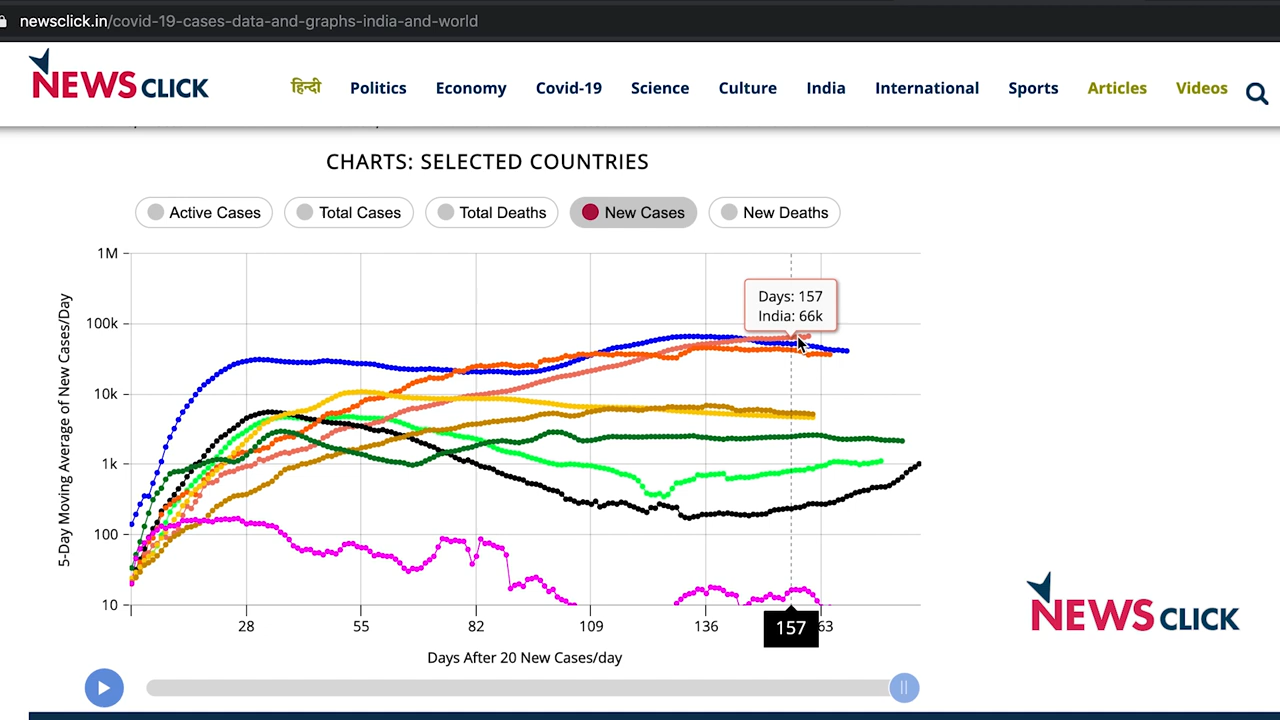 newsclick.in/covid-19-cases-data-and-graphs-india-and-world
NEWS CLICK
हिन्दी Politics Economy Covid-19 Science Culture India International Sports Articles Videos
CHARTS: SELECTED COUNTRIES
Active Cases Total Cases Total Deaths New Cases New Deaths
5-Day Moving Average of New Cases/Day
1M
100k
10k
1k
100
10
Days: 157
India: 66k
28 55 82 109 136 157 63
Days After 20 New Cases/day
NEWS CLICK